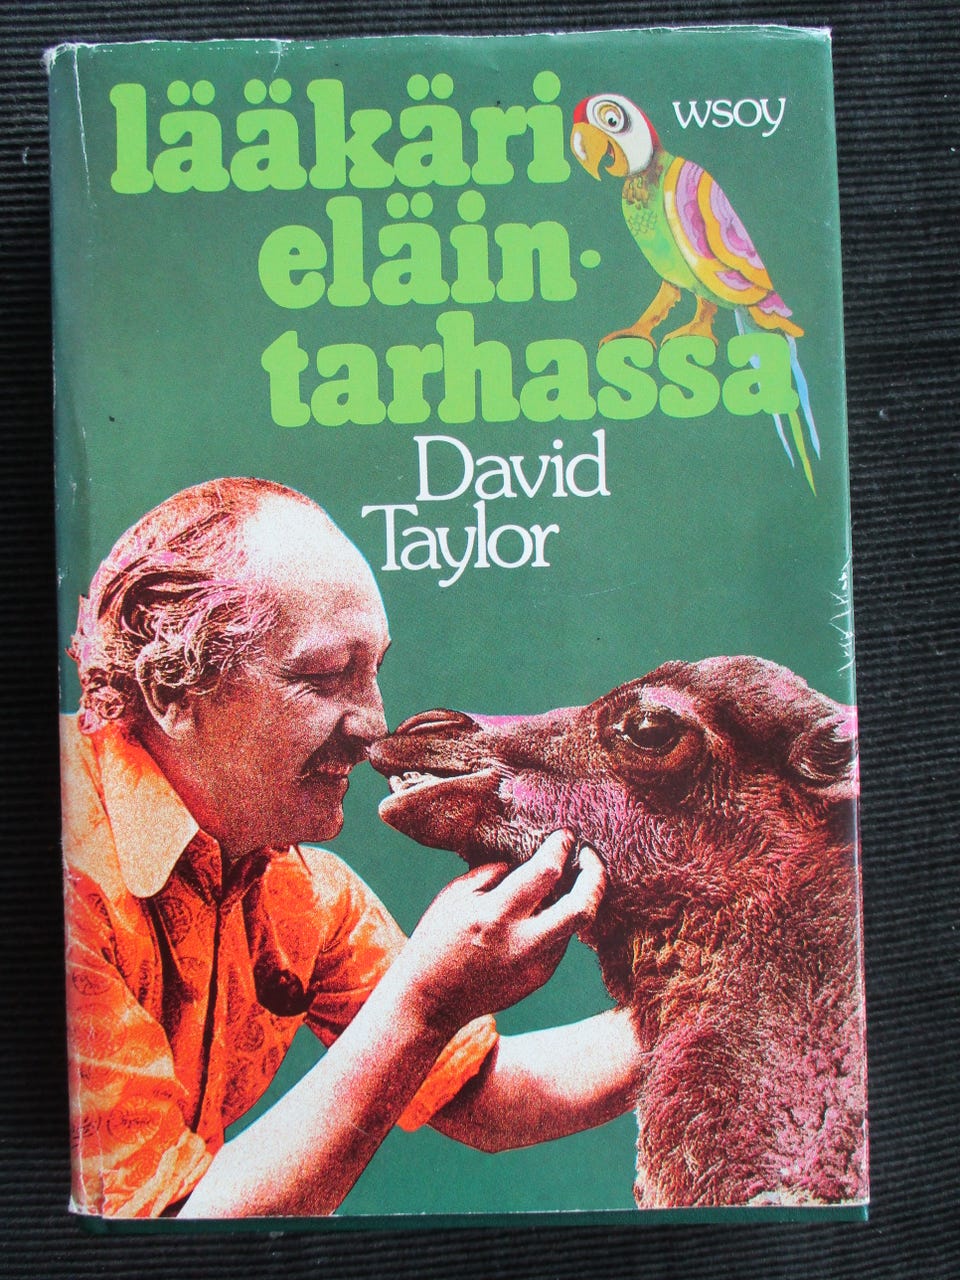 lääkäri
wsoy
eläin-
tarhassa
David
Taylor